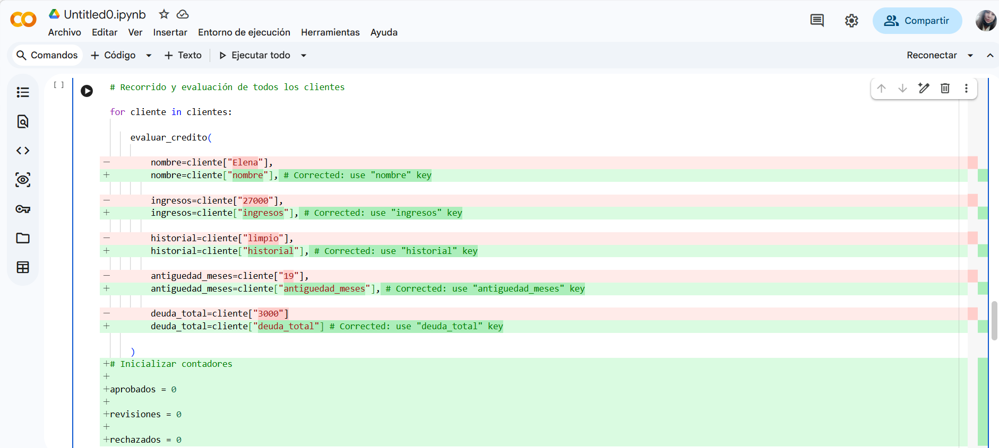 Untitled0.ipynb
Archivo Editar Ver Insertar Entorno de ejecución Herramientas Ayuda
Compartir
Comandos + Código + Texto Ejecutar todo
Reconectar
[ ]
# Recorrido y evaluación de todos los clientes
for cliente in clientes:
evaluar_credito(
− nombre=cliente["Elena"],
+ nombre=cliente["nombre"], # Corrected: use "nombre" key
− ingresos=cliente["27000"],
+ ingresos=cliente["ingresos"], # Corrected: use "ingresos" key
− historial=cliente["limpio"],
+ historial=cliente["historial"], # Corrected: use "historial" key
− antiguedad_meses=cliente["19"],
+ antiguedad_meses=cliente["antiguedad_meses"], # Corrected: use "antiguedad_meses" key
− deuda_total=cliente["3000"]
+ deuda_total=cliente["deuda_total"] # Corrected: use "deuda_total" key
)
+# Inicializar contadores
+
+aprobados = 0
+
+revisiones = 0
+
+rechazados = 0